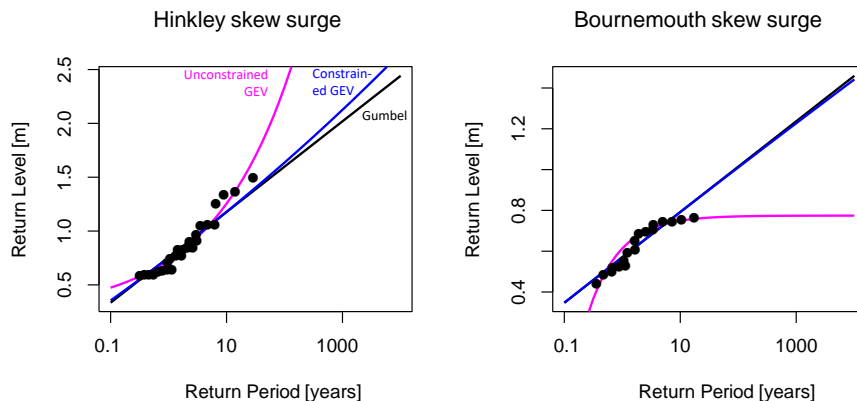 Hinkley skew surge
Return Level [m]
2.5
2.0
1.5
1.0
0.5
Unconstrained
GEV
Constrain-
ed GEV
Gumbel
0.1
10
1000
Return Period [years]
Bournemouth skew surge
Return Level [m]
1.2
0.8
0.4
0.1
10
1000
Return Period [years]